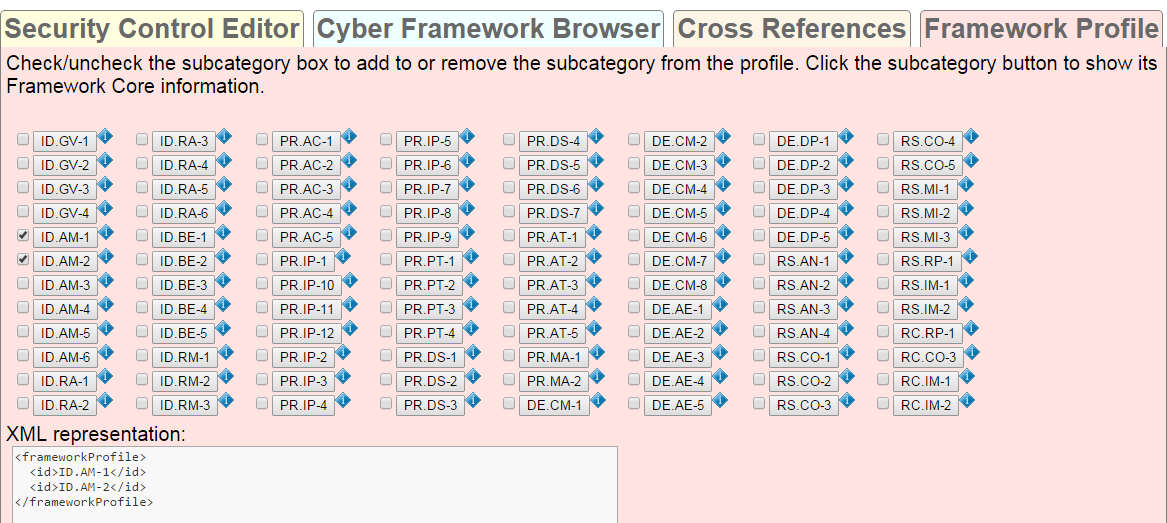 Security Control Editor Cyber Framework Browser Cross References Framework Profile
Check/uncheck the subcategory box to add to or remove the subcategory from the profile. Click the subcategory button to show its
Framework Core information.
ID.GV-1 ID.RA-3 PR.AC-1 PR.IP-5 PR.DS-4 DE.CM-2 DE.DP-1 RS.CO-4
ID.GV-2 ID.RA-4 PR.AC-2 PR.IP-6 PR.DS-5 DE.CM-3 DE.DP-2 RS.CO-5
ID.GV-3 ID.RA-5 PR.AC-3 PR.IP-7 PR.DS-6 DE.CM-4 DE.DP-3 RS.MI-1
ID.GV-4 ID.RA-6 PR.AC-4 PR.IP-8 PR.DS-7 DE.CM-5 DE.DP-4 RS.MI-2
ID.AM-1 ID.BE-1 PR.AC-5 PR.IP-9 PR.AT-1 DE.CM-6 DE.DP-5 RS.MI-3
ID.AM-2 ID.BE-2 PR.IP-1 PR.PT-1 PR.AT-2 DE.CM-7 RS.AN-1 RS.RP-1
ID.AM-3 ID.BE-3 PR.IP-10 PR.PT-2 PR.AT-3 DE.CM-8 RS.AN-2 RS.IM-1
ID.AM-4 ID.BE-4 PR.IP-11 PR.PT-3 PR.AT-4 DE.AE-1 RS.AN-3 RS.IM-2
ID.AM-5 ID.BE-5 PR.IP-12 PR.PT-4 PR.AT-5 DE.AE-2 RS.AN-4 RC.RP-1
ID.AM-6 ID.RM-1 PR.IP-2 PR.DS-1 PR.MA-1 DE.AE-3 RS.CO-1 RC.CO-3
ID.RA-1 ID.RM-2 PR.IP-3 PR.DS-2 PR.MA-2 DE.AE-4 RS.CO-2 RC.IM-1
ID.RA-2 ID.RM-3 PR.IP-4 PR.DS-3 DE.CM-1 DE.AE-5 RS.CO-3 RC.IM-2
XML representation:
<frameworkProfile>
<id>ID.AM-1</id>
<id>ID.AM-2</id>
</frameworkProfile>